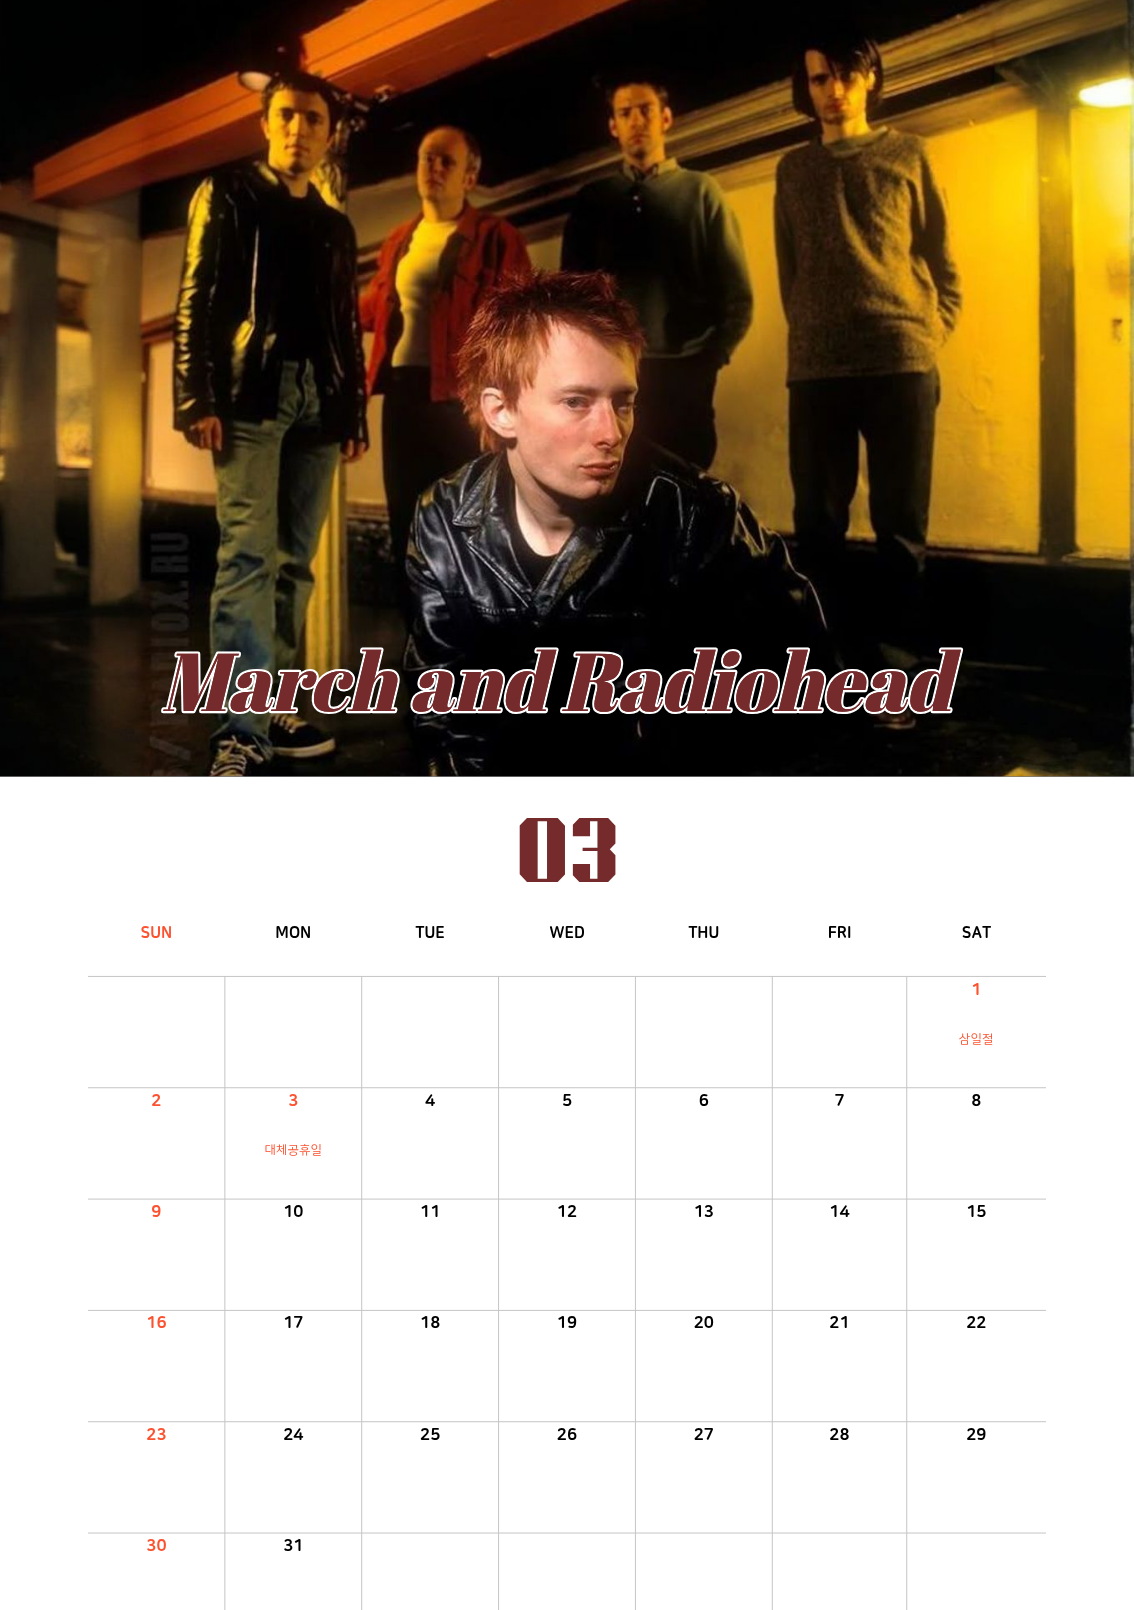 March and Radiohead
03
SUN MON TUE WED THU FRI SAT
1
삼일절
2 3 4 5 6 7 8
대체공휴일
9 10 11 12 13 14 15
16 17 18 19 20 21 22
23 24 25 26 27 28 29
30 31